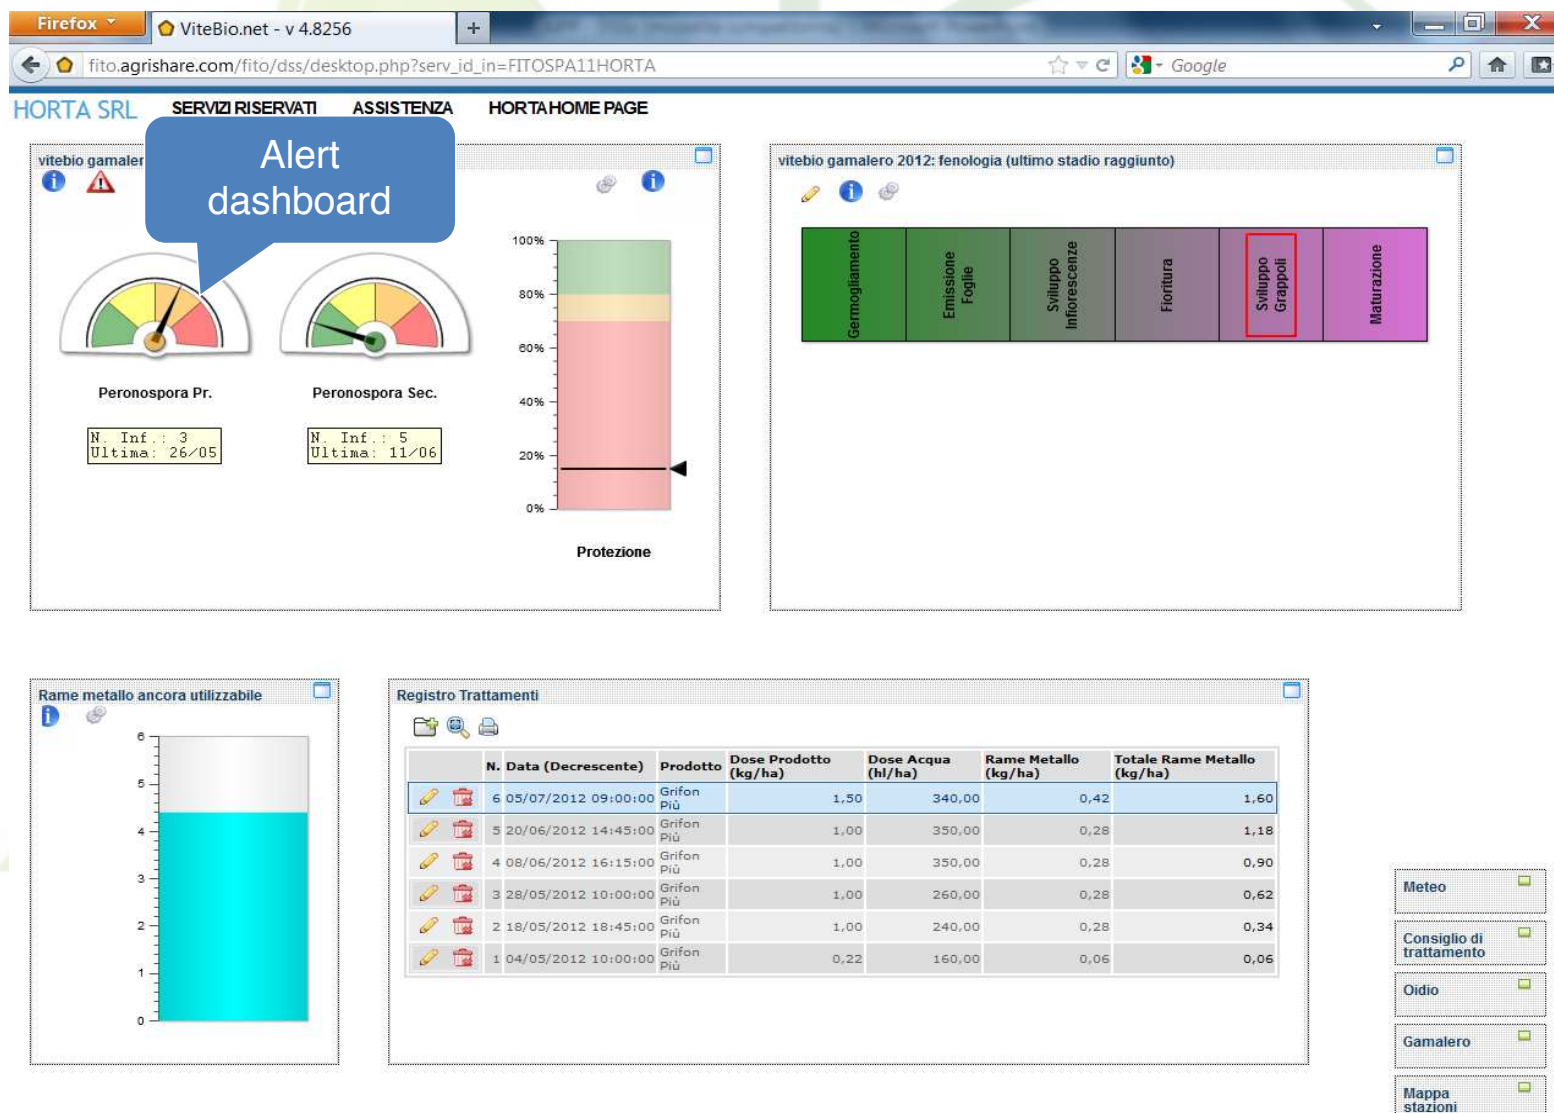 Firefox
ViteBio.net - v 4.8256
+
fito.agrishare.com/fito/dss/desktop.php?serv_id_in=FITOSPA11HORTA
Google
HORTA SRL
SERVIZI RISERVATI
ASSISTENZA
HORTA HOME PAGE
vitebio gamaler
Alert
dashboard
Peronospora Pr.
N. Inf.: 3
Ultima: 26/05
Peronospora Sec.
N. Inf.: 5
Ultima: 11/06
100%
80%
60%
40%
20%
0%
Protezione
vitebio gamalero 2012: fenologia (ultimo stadio raggiunto)
Germogliamento
Emissione
Foglie
Sviluppo
Infiorescenze
Fioritura
Sviluppo
Grappoli
Maturazione
Rame metallo ancora utilizzabile
6
5
4
3
2
1
0
Registro Trattamenti
N. Data (Decrescente) Prodotto Dose Prodotto (kg/ha) Dose Acqua (hl/ha) Rame Metallo (kg/ha) Totale Rame Metallo (kg/ha)
6 05/07/2012 09:00:00 Grifon Più 1,50 340,00 0,42 1,60
5 20/06/2012 14:45:00 Grifon Più 1,00 350,00 0,28 1,18
4 08/06/2012 16:15:00 Grifon Più 1,00 350,00 0,28 0,90
3 28/05/2012 10:00:00 Grifon Più 1,00 260,00 0,28 0,62
2 18/05/2012 18:45:00 Grifon Più 1,00 240,00 0,28 0,34
1 04/05/2012 10:00:00 Grifon Più 0,22 160,00 0,06 0,06
Meteo
Consiglio di
trattamento
Oidio
Gamalero
Mappa
stazioni